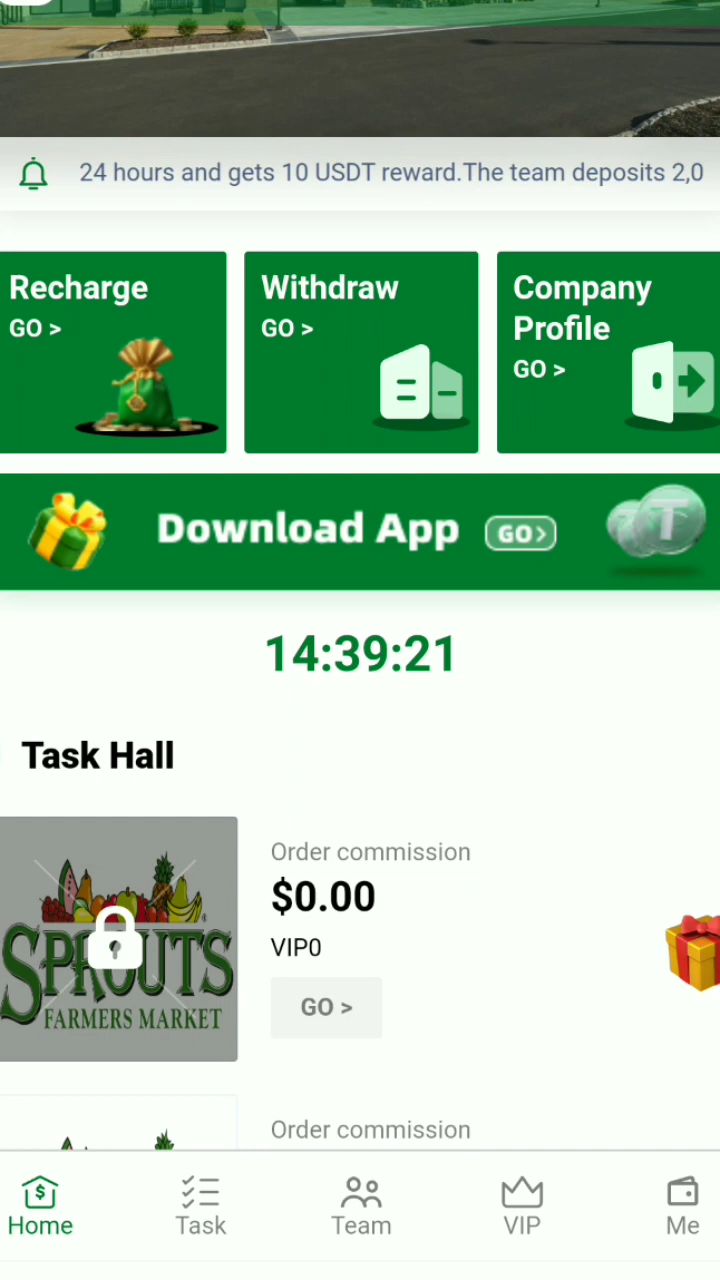 24 hours and gets 10 USDT reward.The team deposits 2,0
Recharge
GO >
Withdraw
GO >
Company
Profile
GO >
Download App GO>
14:39:21
Task Hall
SPROUTS
FARMERS MARKET
Order commission
$0.00
VIP0
GO >
Order commission
Home
Task
Team
VIP
Me